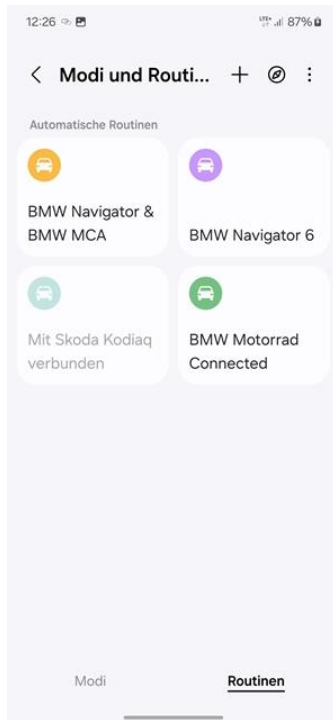 12:26
LTE+ 87%
Modi und Routi...
Automatische Routinen
BMW Navigator &
BMW MCA
BMW Navigator 6
Mit Skoda Kodiaq
verbunden
BMW Motorrad
Connected
Modi
Routinen